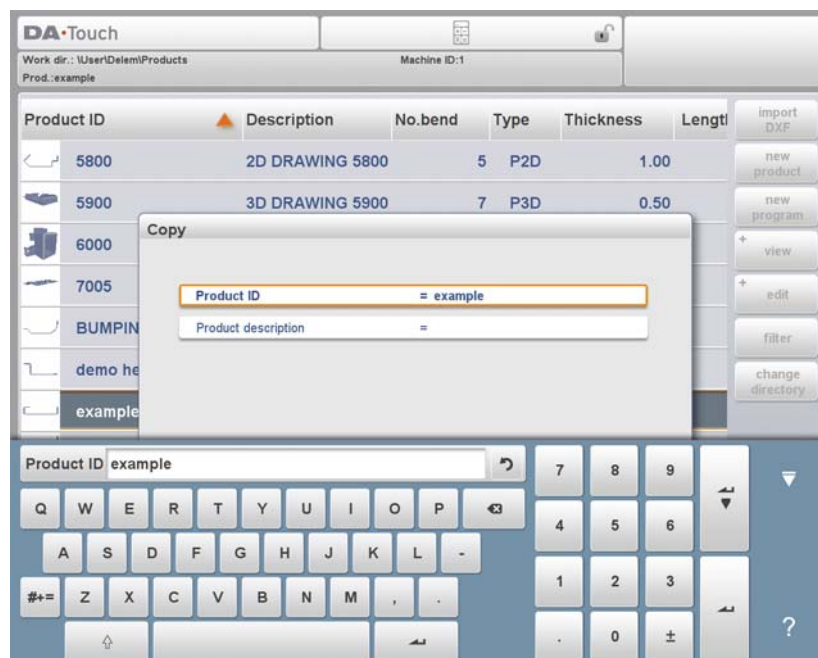 DA·Touch
Work dir.: \User\Delem\Products Machine ID:1
Prod.:example
Product ID Description No.bend Type Thickness Lengt
import DXF
5800 2D DRAWING 5800 5 P2D 1.00
new product
5900 3D DRAWING 5900 7 P3D 0.50
new program
6000
+ view
7005
+ edit
BUMPIN
filter
demo he
change directory
example
Copy
Product ID = example
Product description =
Product ID example
7 8 9
Q W E R T Y U I O P
4 5 6
A S D F G H J K L -
1 2 3
#+= Z X C V B N M , .
. 0 ±
?